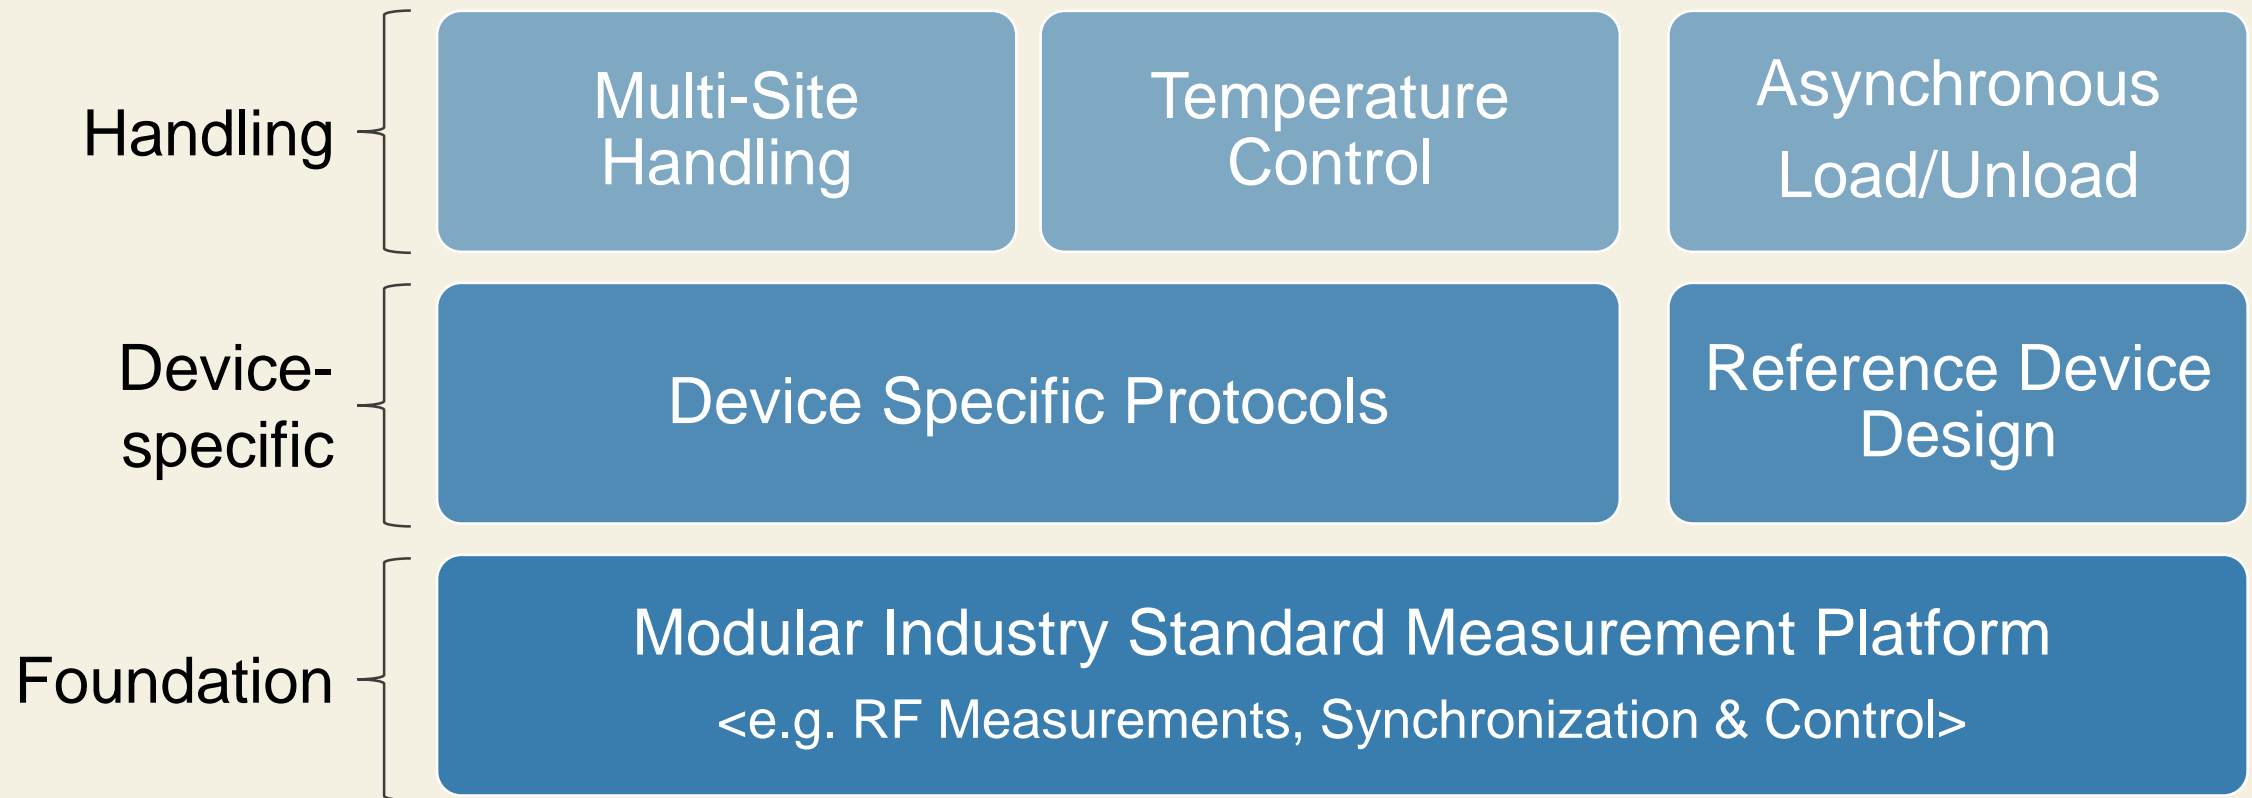 Handling
Multi-Site
Handling
Temperature
Control
Asynchronous
Load/Unload
Device-
specific
Device Specific Protocols
Reference Device
Design
Foundation
Modular Industry Standard Measurement Platform
<e.g. RF Measurements, Synchronization & Control>